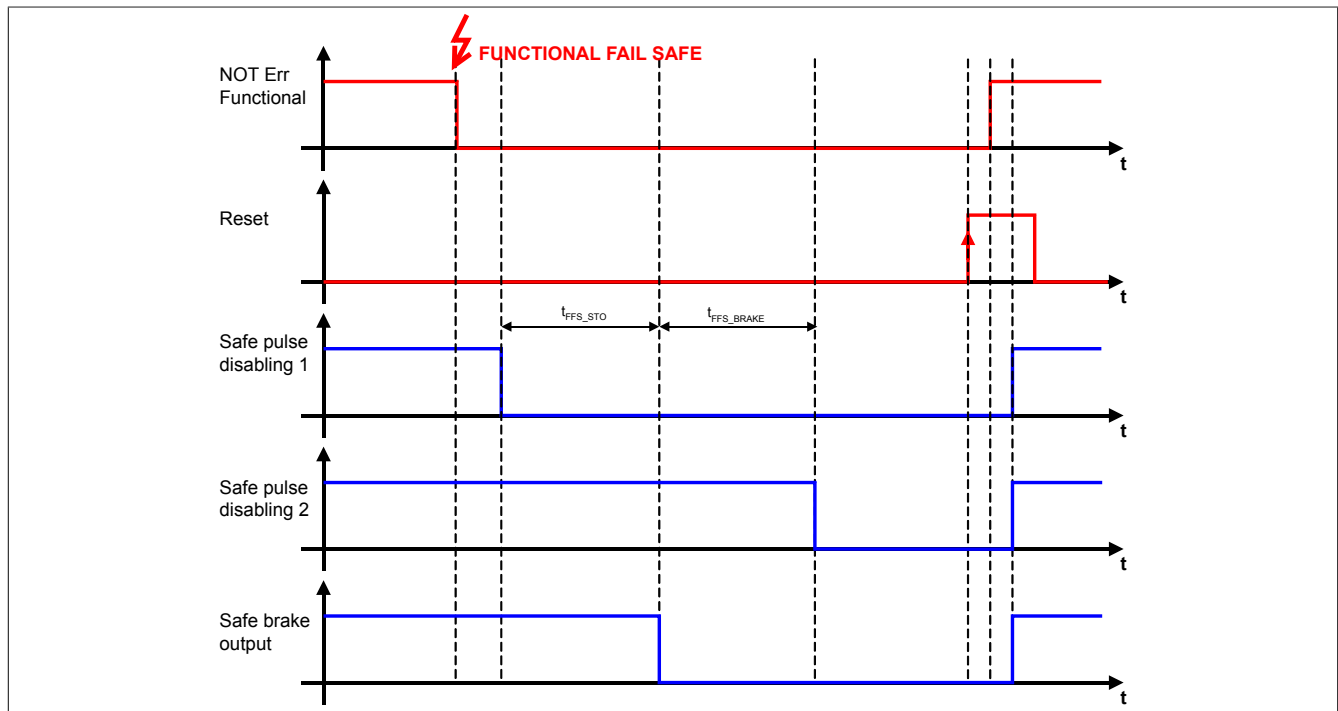 FUNCTIONAL FAIL SAFE
NOT Err
Functional
t
Reset
t
tFFS_STO
tFFS_BRAKE
Safe pulse
disabling 1
t
Safe pulse
disabling 2
t
Safe brake
output
t